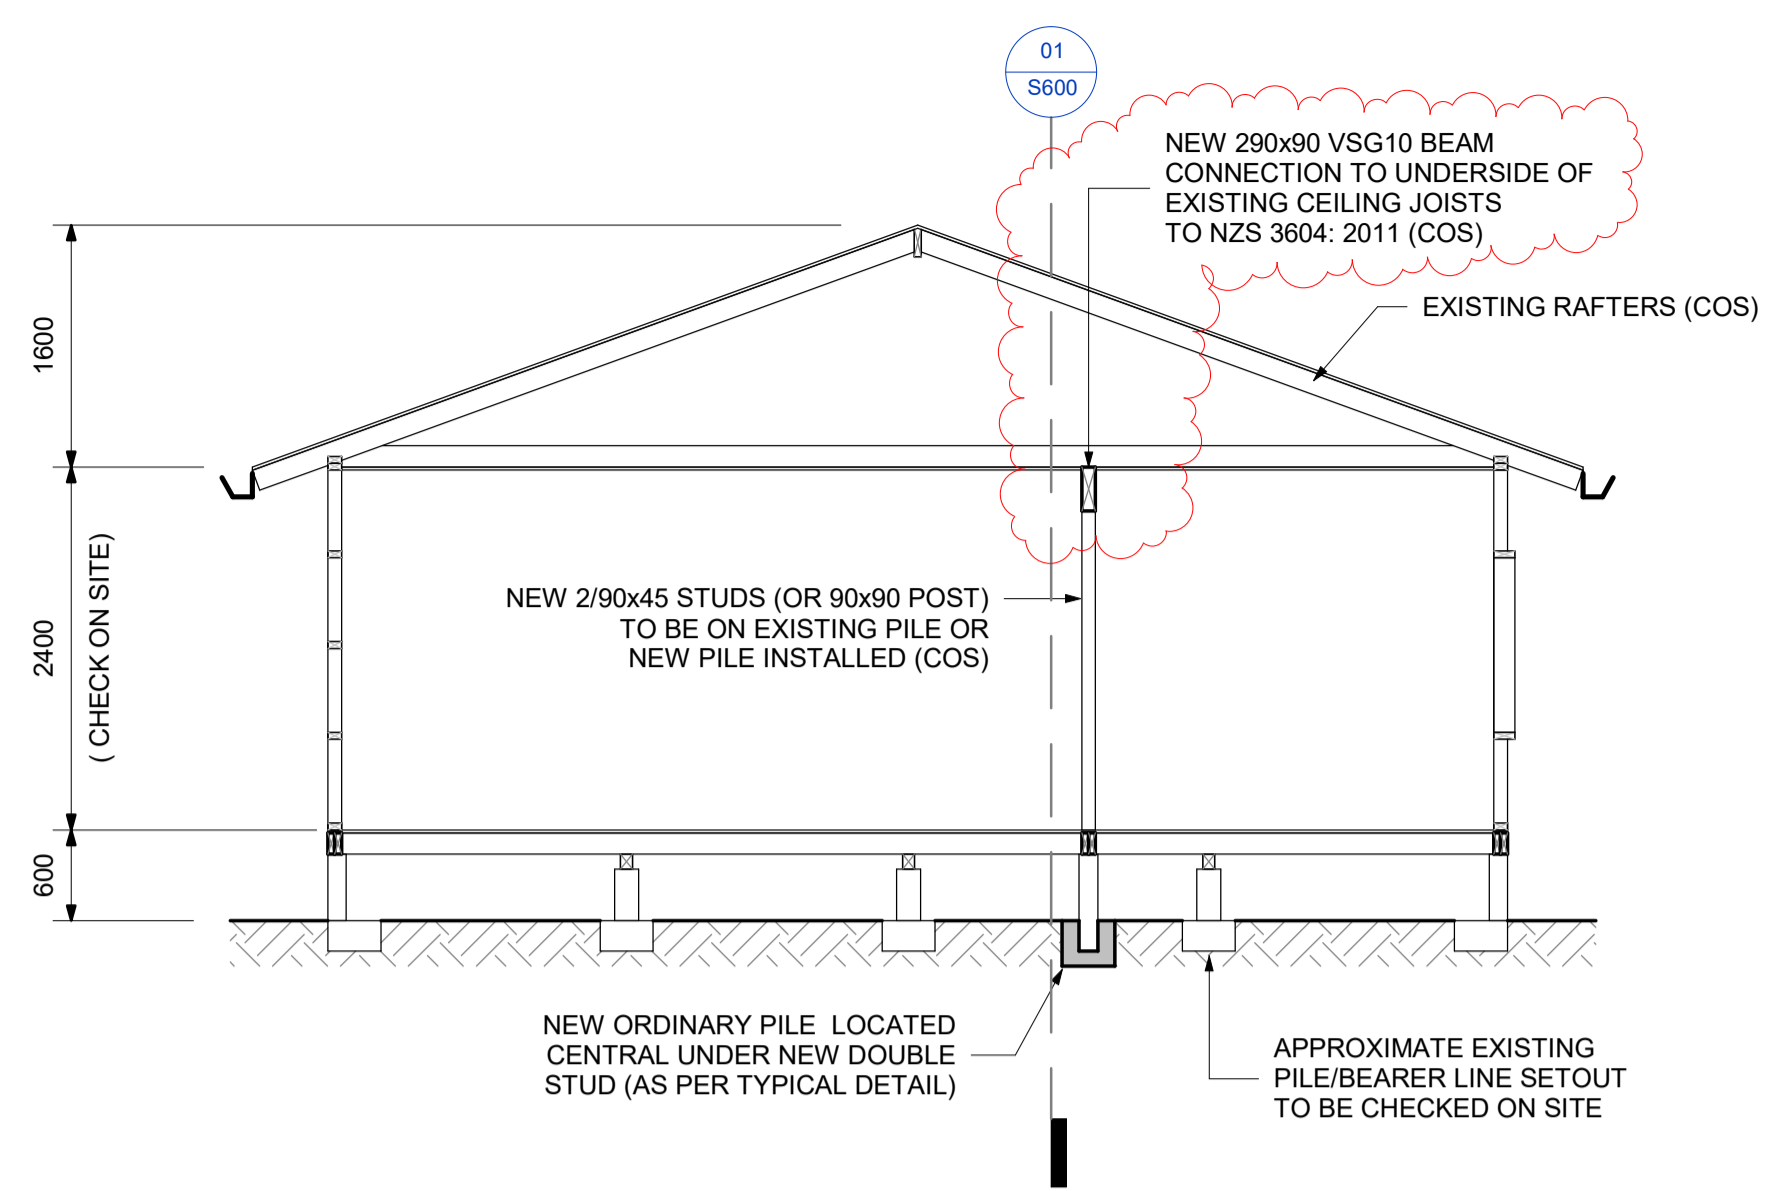 01
S600
NEW 290x90 VSG10 BEAM
CONNECTION TO UNDERSIDE OF
EXISTING CEILING JOISTS
TO NZS 3604: 2011 (COS)
EXISTING RAFTERS (COS)
1600
2400
( CHECK ON SITE)
600
NEW 2/90x45 STUDS (OR 90x90 POST)
TO BE ON EXISTING PILE OR
NEW PILE INSTALLED (COS)
NEW ORDINARY PILE LOCATED
CENTRAL UNDER NEW DOUBLE
STUD (AS PER TYPICAL DETAIL)
APPROXIMATE EXISTING
PILE/BEARER LINE SETOUT
TO BE CHECKED ON SITE